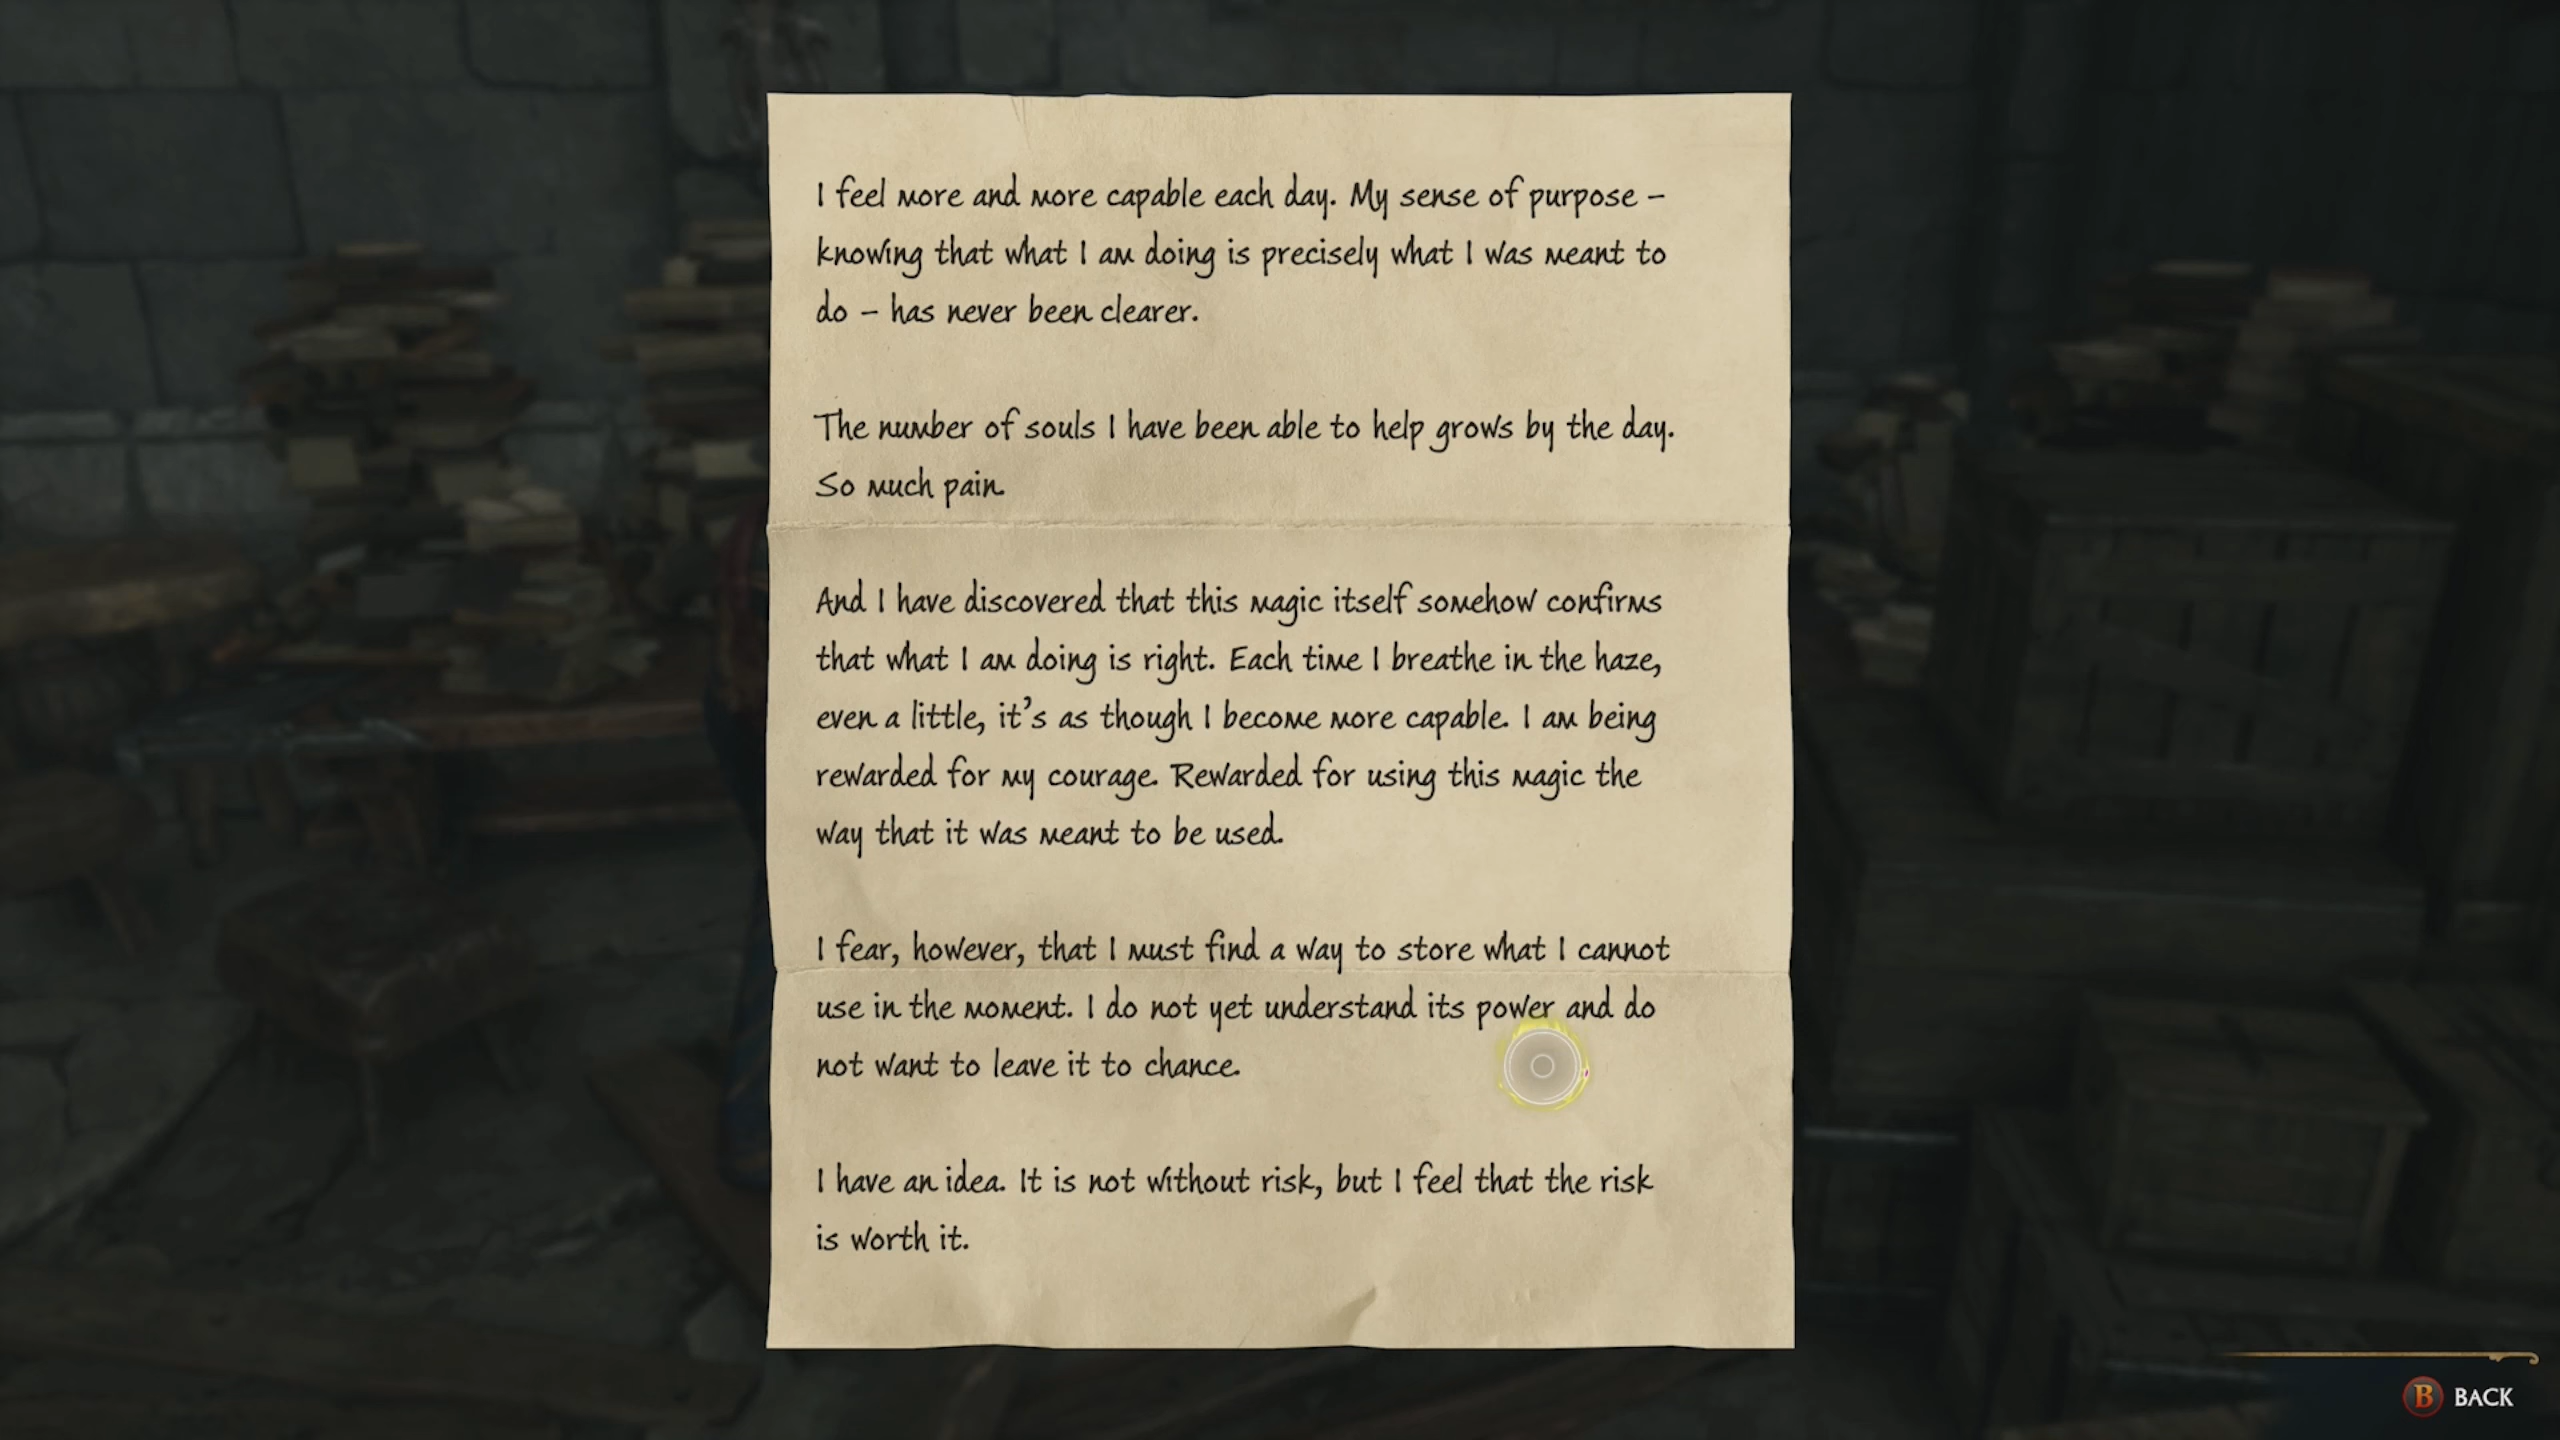 I feel more and more capable each day. My sense of purpose –
knowing that what I am doing is precisely what I was meant to
do – has never been clearer.
The number of souls I have been able to help grows by the day.
So much pain.
And I have discovered that this magic itself somehow confirms
that what I am doing is right. Each time I breathe in the haze,
even a little, it's as though I become more capable. I am being
rewarded for my courage. Rewarded for using this magic the
way that it was meant to be used.
I fear, however, that I must find a way to store what I cannot
use in the moment. I do not yet understand its power and do
not want to leave it to chance.
I have an idea. It is not without risk, but I feel that the risk
is worth it.
B BACK